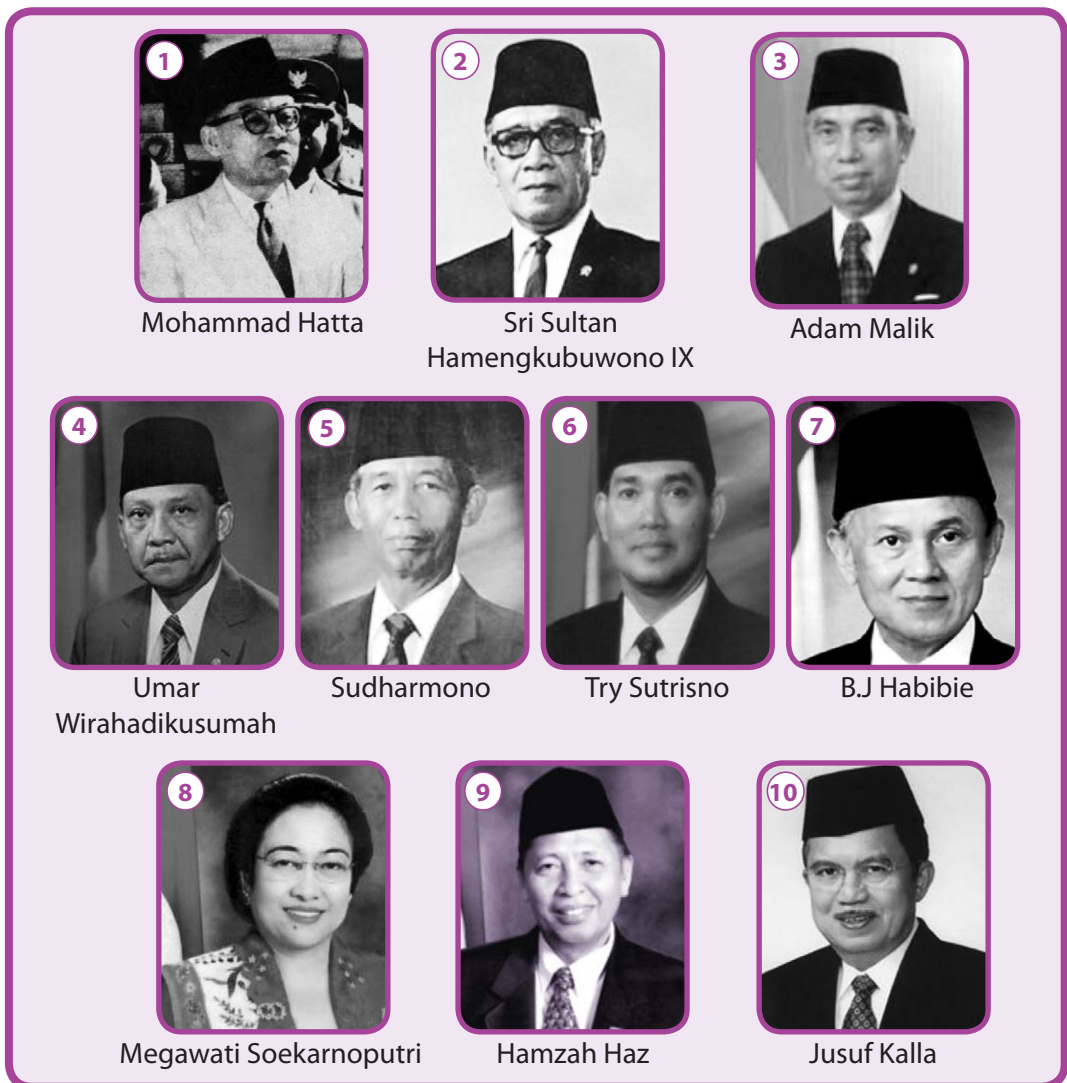 1
2
3
Mohammad Hatta
Sri Sultan
Hamengkubuwono IX
Adam Malik
4
5
6
7
Umar
Wirahadikusumah
Sudharmono
Try Sutrisno
B.J Habibie
8
9
10
Megawati Soekarnoputri
Hamzah Haz
Jusuf Kalla